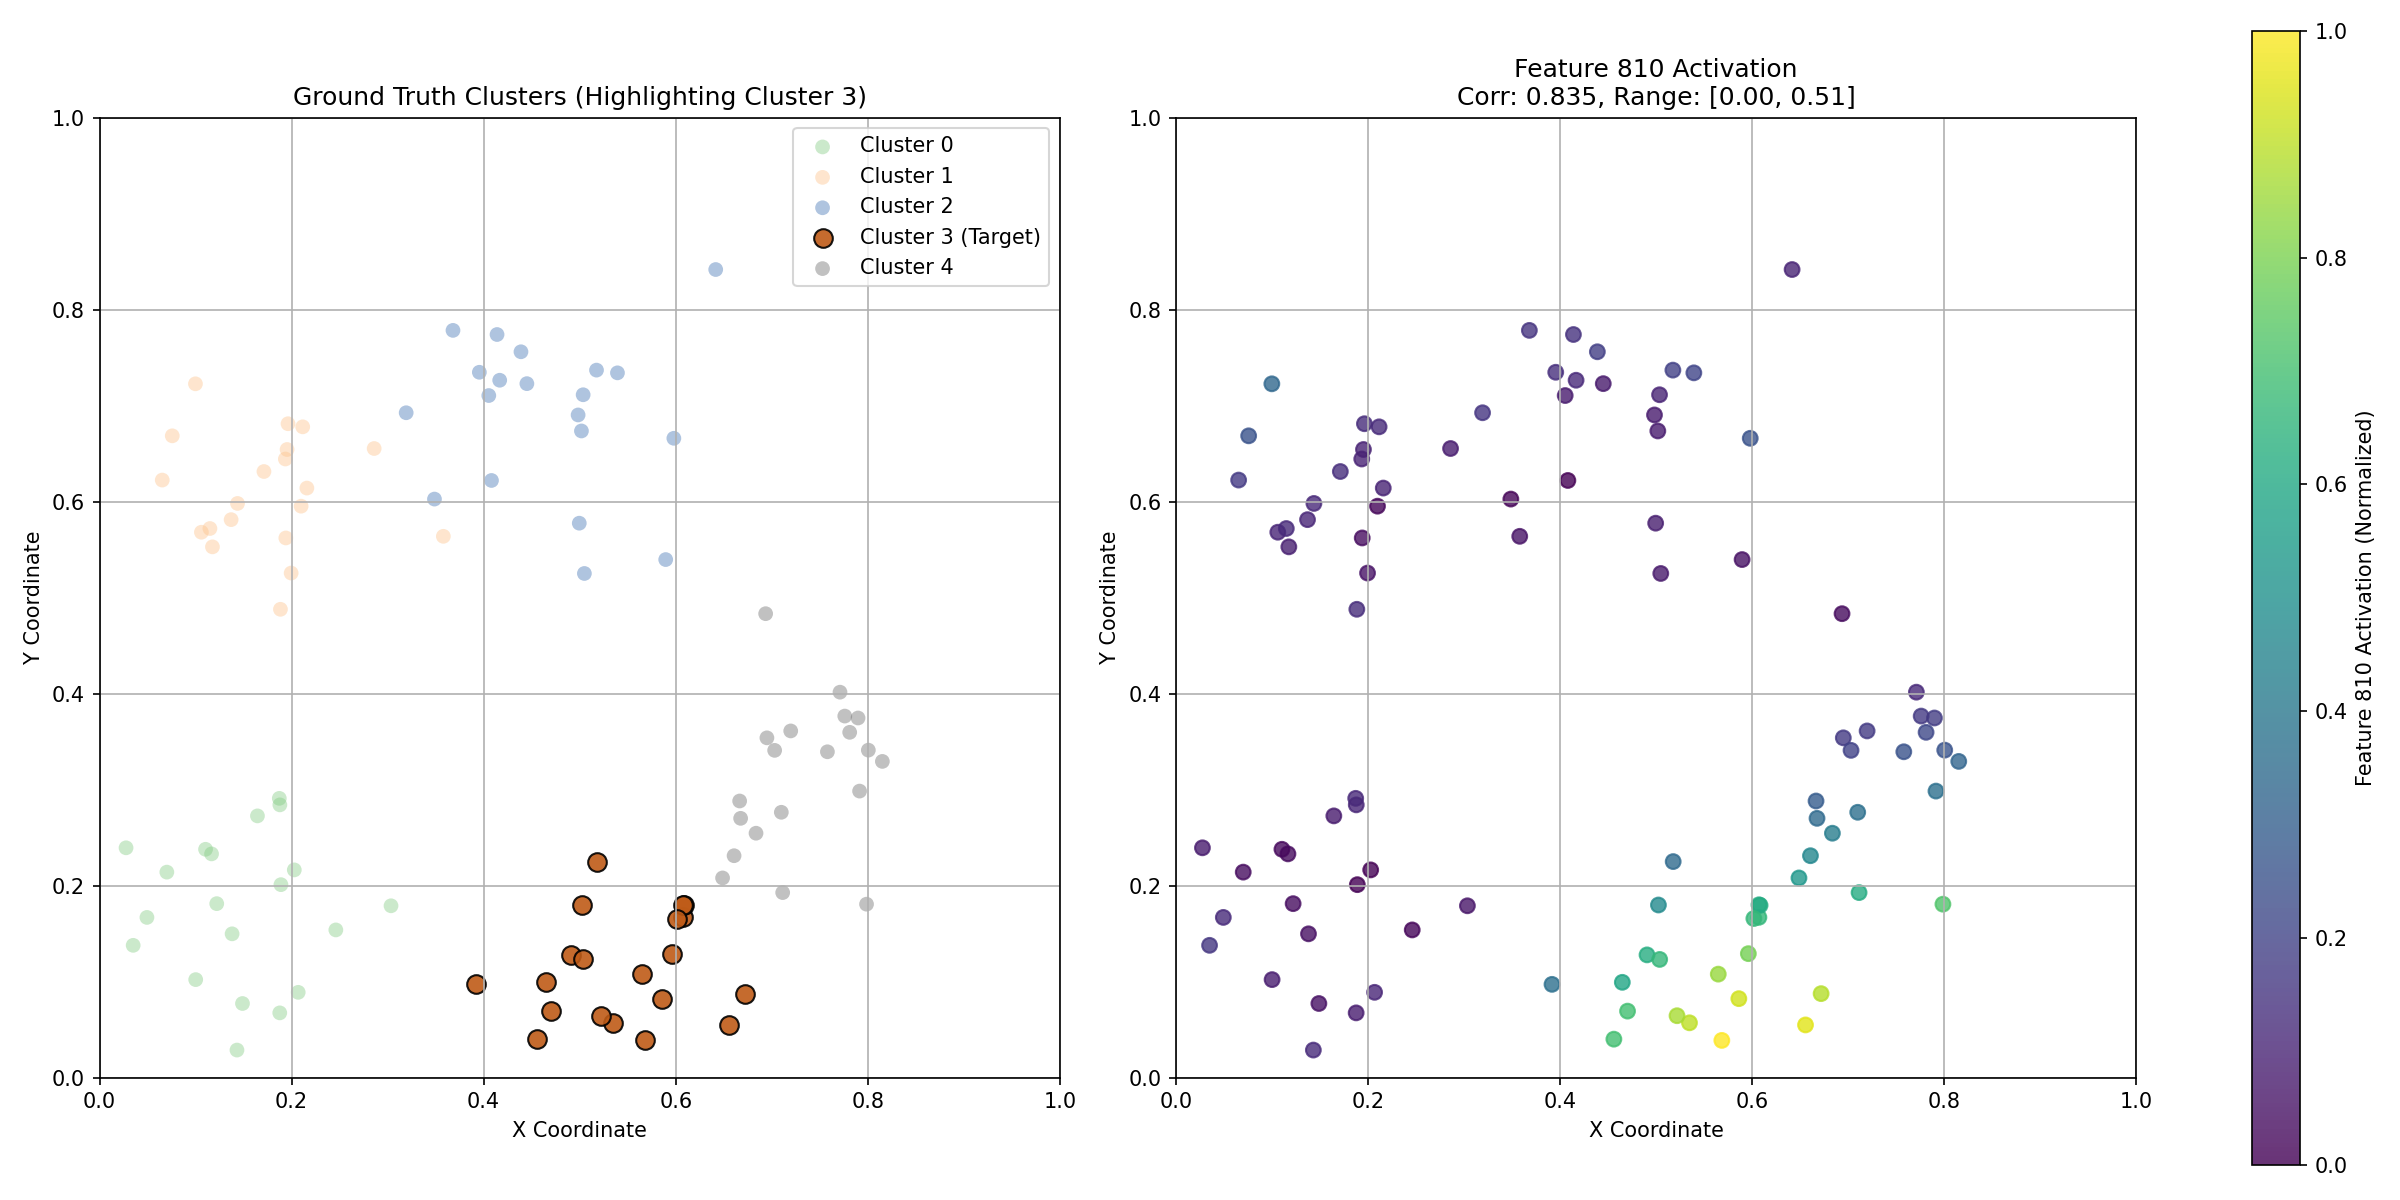 Ground Truth Clusters (Highlighting Cluster 3)
Cluster 0
Cluster 1
Cluster 2
Cluster 3 (Target)
Cluster 4
1.0
0.8
0.6
0.4
0.2
0.0
Y Coordinate
0.0 0.2 0.4 0.6 0.8 1.0
X Coordinate
Feature 810 Activation
Corr: 0.835, Range: [0.00, 0.51]
1.0
0.8
0.6
0.4
0.2
0.0
Y Coordinate
0.0 0.2 0.4 0.6 0.8 1.0
X Coordinate
1.0
0.8
0.6
0.4
0.2
0.0
Feature 810 Activation (Normalized)